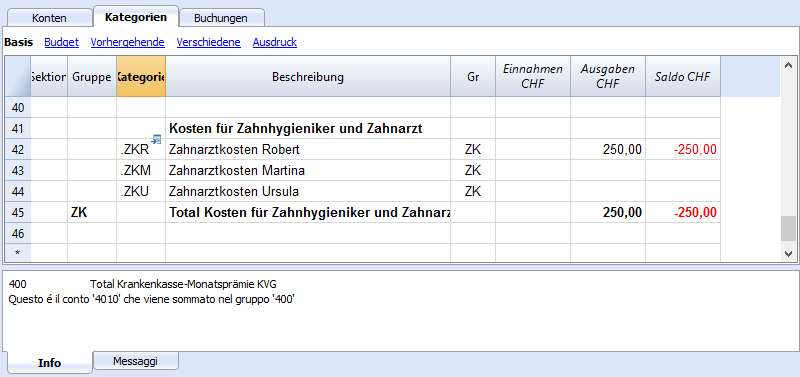 Konten Kategorien Buchungen
Basis Budget Vorhergehende Verschiedene Ausdruck
Sektion Gruppe Kategorie Beschreibung Gr Einnahmen CHF Ausgaben CHF Saldo CHF
40
41 Kosten für Zahnhygieniker und Zahnarzt
42 .ZKR Zahnarztkosten Robert ZK 250,00 -250,00
43 .ZKM Zahnarztkosten Martina ZK
44 .ZKU Zahnarztkosten Ursula ZK
45 ZK Total Kosten für Zahnhygieniker und Zahnarz 250,00 -250,00
46
*
400 Total Krankenkasse-Monatsprämie KVG
Questo é il conto '4010' che viene sommato nel gruppo '400'
Info Messaggi